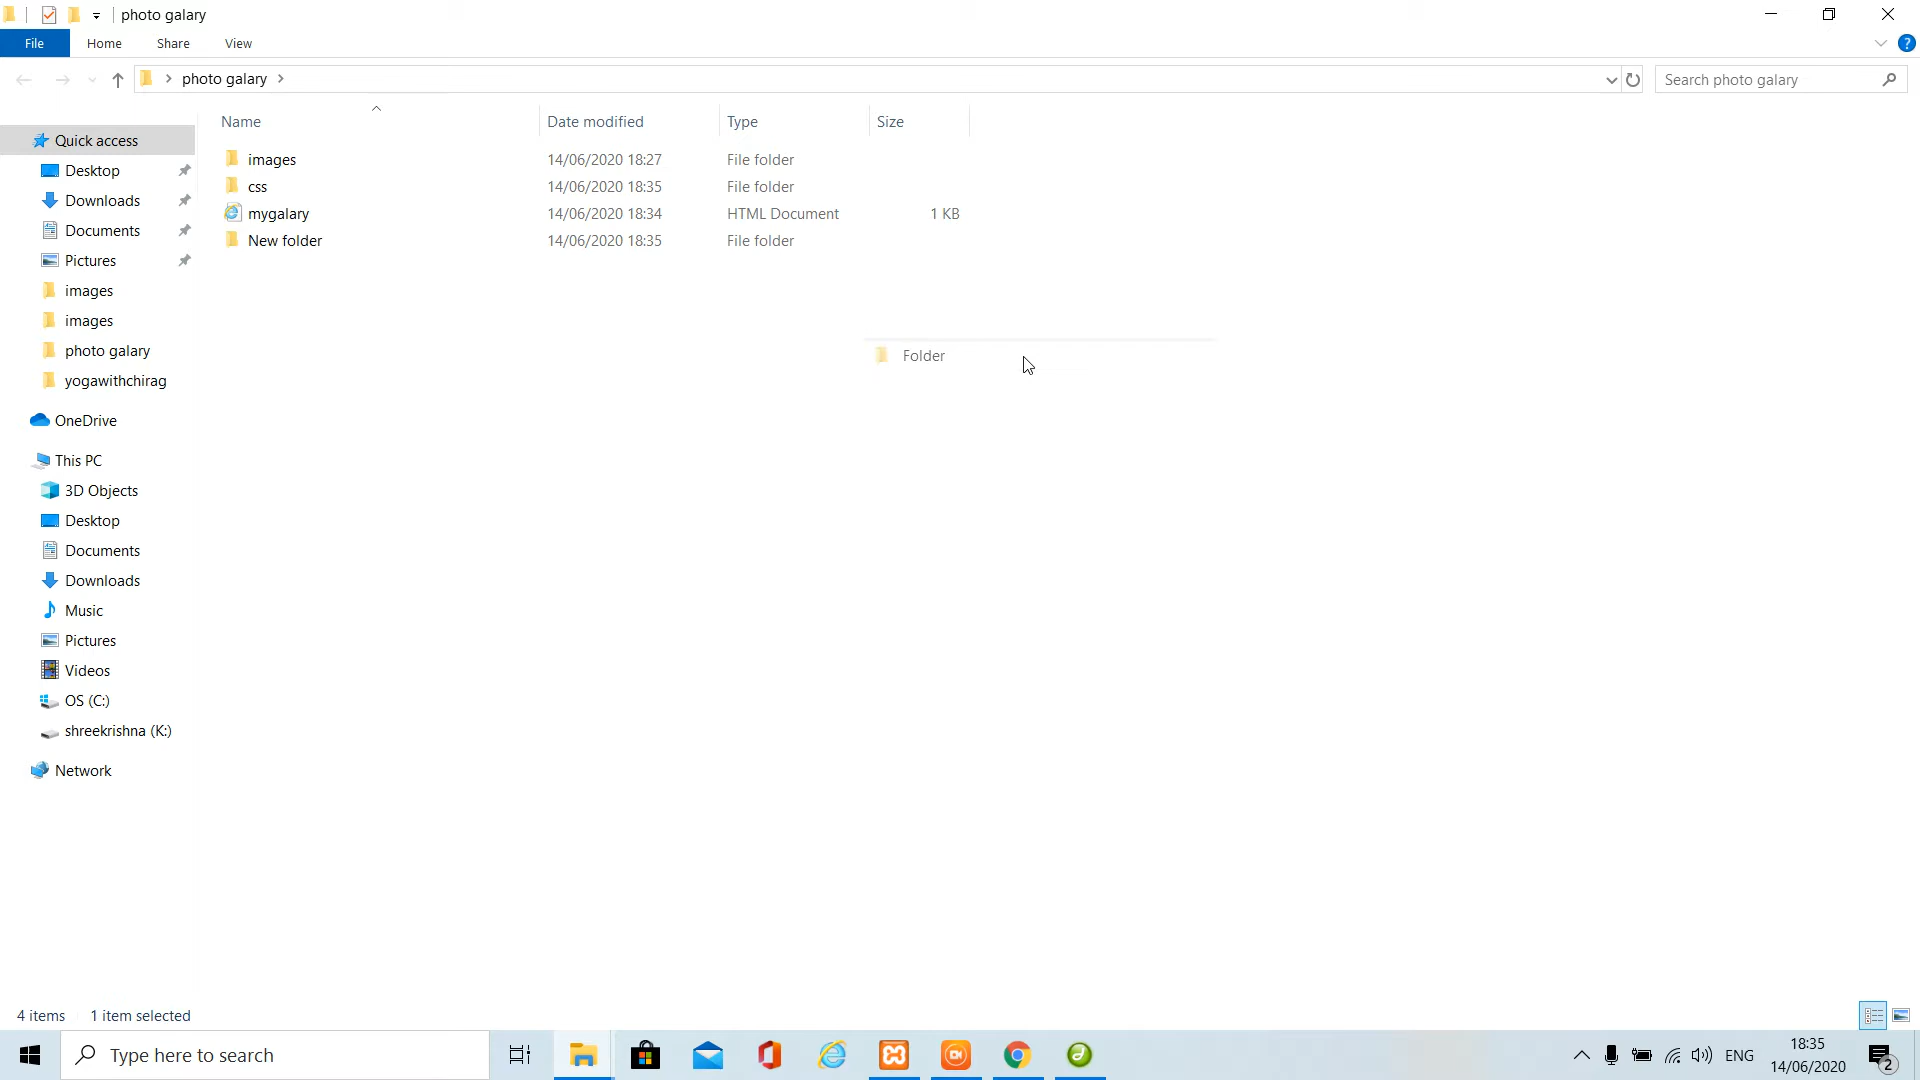 photo galary
File Home Share View
photo galary
Search photo galary
Name Date modified Type Size
images 14/06/2020 18:27 File folder
css 14/06/2020 18:35 File folder
mygalary 14/06/2020 18:34 HTML Document 1 KB
New folder 14/06/2020 18:35 File folder
Folder
Quick access
Desktop
Downloads
Documents
Pictures
images
images
photo galary
yogawithchirag
OneDrive
This PC
3D Objects
Desktop
Documents
Downloads
Music
Pictures
Videos
OS (C:)
shreekrishna (K:)
Network
4 items 1 item selected
Type here to search
ENG
18:35
14/06/2020
2